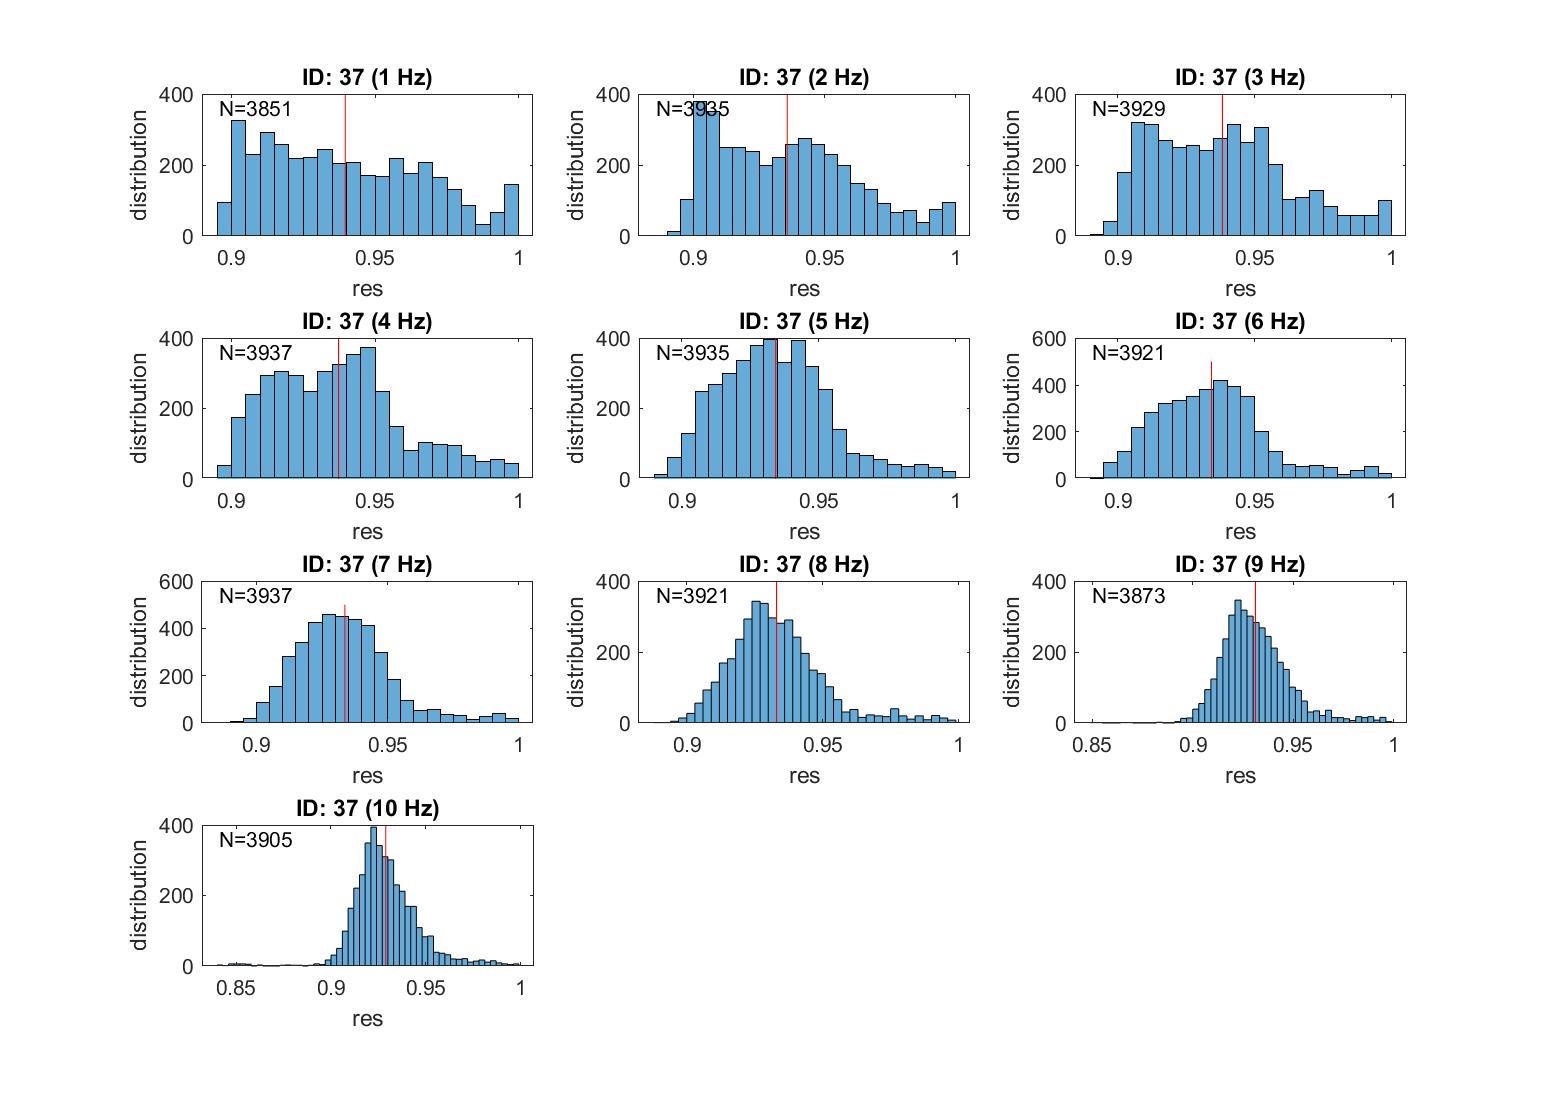 ID: 37 (1 Hz)
N=3851
distribution
400
200
0
0.9 0.95 1
res
ID: 37 (2 Hz)
N=3935
distribution
400
200
0
0.9 0.95 1
res
ID: 37 (3 Hz)
N=3929
distribution
400
200
0
0.9 0.95 1
res
ID: 37 (4 Hz)
N=3937
distribution
400
200
0
0.9 0.95 1
res
ID: 37 (5 Hz)
N=3935
distribution
400
200
0
0.9 0.95 1
res
ID: 37 (6 Hz)
N=3921
distribution
600
400
200
0
0.9 0.95 1
res
ID: 37 (7 Hz)
N=3937
distribution
600
400
200
0
0.9 0.95 1
res
ID: 37 (8 Hz)
N=3921
distribution
400
200
0
0.9 0.95 1
res
ID: 37 (9 Hz)
N=3873
distribution
400
200
0
0.85 0.9 0.95 1
res
ID: 37 (10 Hz)
N=3905
distribution
400
200
0
0.85 0.9 0.95 1
res